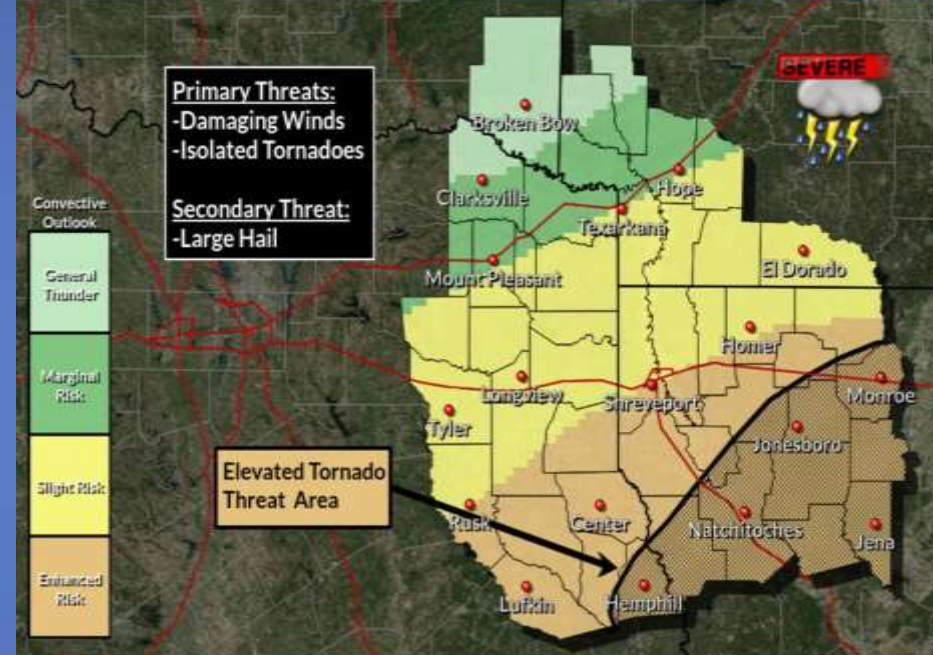 SEVERE
Primary Threats:
-Damaging Winds
-Isolated Tornadoes
Secondary Threat:
-Large Hail
Convective
Outlook
General
Thunder
Marginal
Risk
Slight Risk
Enhanced
Risk
Broken Bow
Clarksville
Hope
Texarkana
Mount Pleasant
El Dorado
Homer
Longview
Shreveport
Monroe
Tyler
Jonesboro
Elevated Tornado
Threat Area
Rusk
Center
Natchitoches
Jena
Lufkin
Hemphill